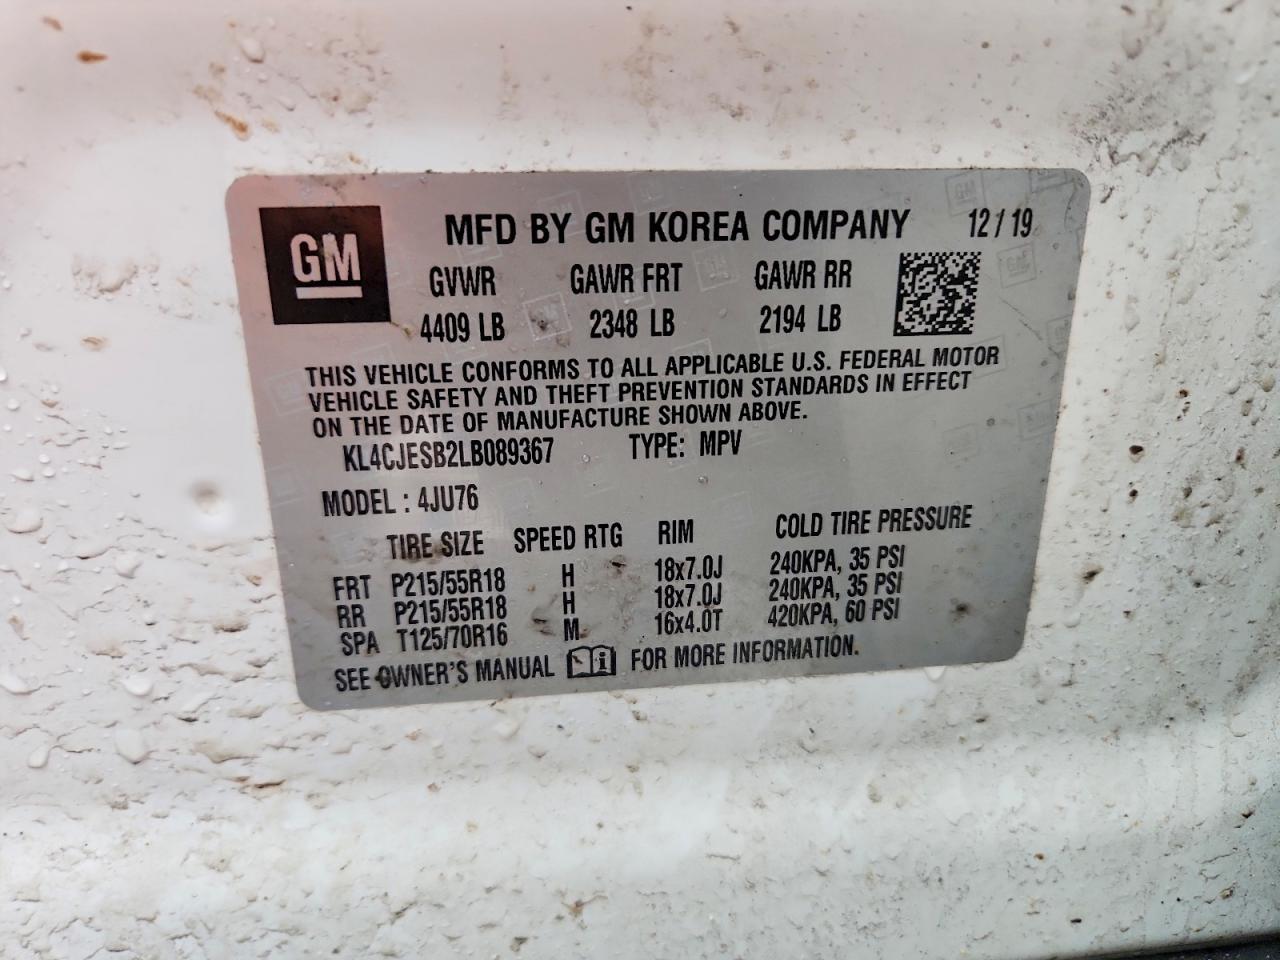 GM
MFD BY GM KOREA COMPANY 12/19
GVWR GAWR FRT GAWR RR
4409 LB 2348 LB 2194 LB
THIS VEHICLE CONFORMS TO ALL APPLICABLE U.S. FEDERAL MOTOR
VEHICLE SAFETY AND THEFT PREVENTION STANDARDS IN EFFECT
ON THE DATE OF MANUFACTURE SHOWN ABOVE.
KL4CJESB2LB089367 TYPE: MPV
MODEL : 4JU76
TIRE SIZE SPEED RTG RIM COLD TIRE PRESSURE
FRT P215/55R18 H 18x7.0J 240KPA, 35 PSI
RR P215/55R18 H 18x7.0J 240KPA, 35 PSI
SPA T125/70R16 M 16x4.0T 420KPA, 60 PSI
SEE OWNER'S MANUAL i FOR MORE INFORMATION.